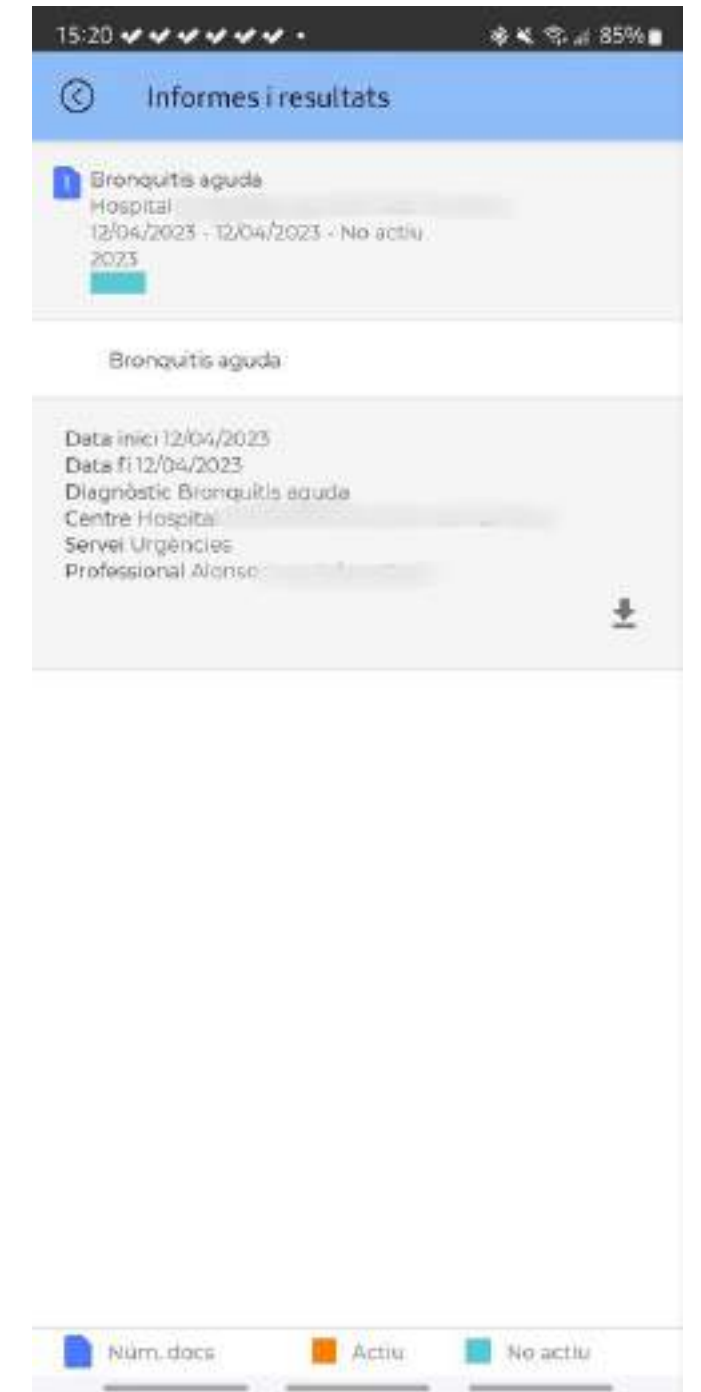 15:20
85%
Informes i resultats
1
Bronquitis aguda
Hospital
12/04/2023 - 12/04/2023 - No actiu
2023
Bronquitis aguda
Data inici 12/04/2023
Data fi 12/04/2023
Diagnòstic Bronquitis aguda
Centre Hospital
Servei Urgències
Professional Alonso
Núm. docs
Actiu
No actiu